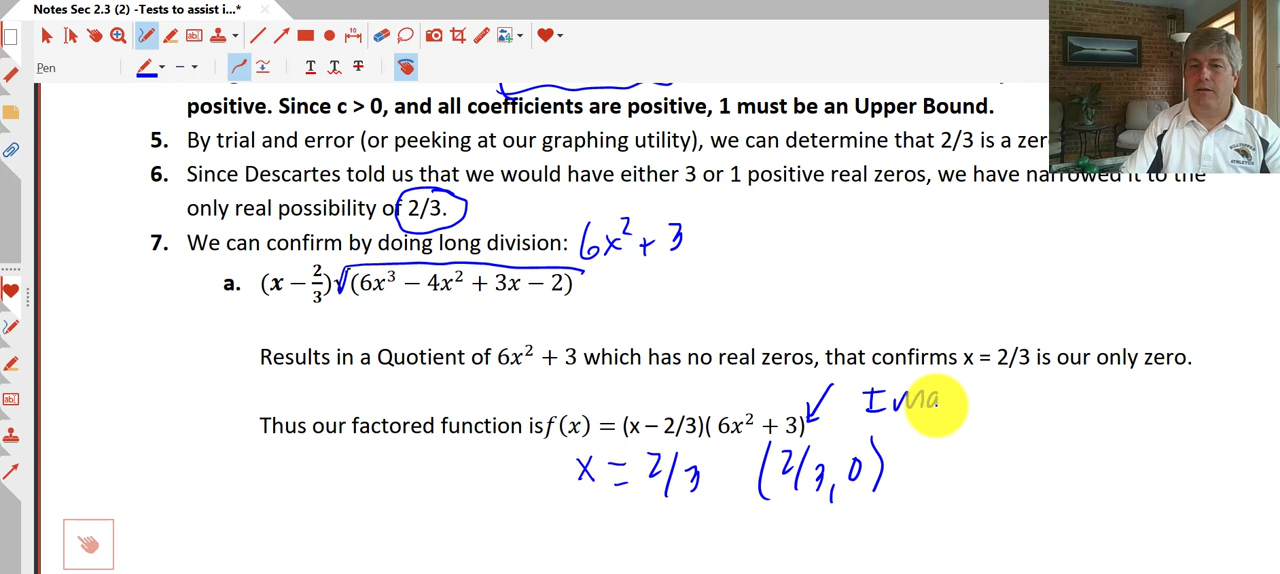 Notes Sec 2.3 (2) -Tests to assist i...*
Pen
positive. Since c > 0, and all coefficients are positive, 1 must be an Upper Bound.
5. By trial and error (or peeking at our graphing utility), we can determine that 2/3 is a zer
6. Since Descartes told us that we would have either 3 or 1 positive real zeros, we have narrowed it to the
only real possibility of 2/3.
7. We can confirm by doing long division: 6x² + 3
a. (x − 2/3)√(6x³ − 4x² + 3x − 2)
Results in a Quotient of 6x² + 3 which has no real zeros, that confirms x = 2/3 is our only zero.
Ima
Thus our factored function is f(x) = (x – 2/3)( 6x² + 3)
x = 2/3 (2/3, 0)